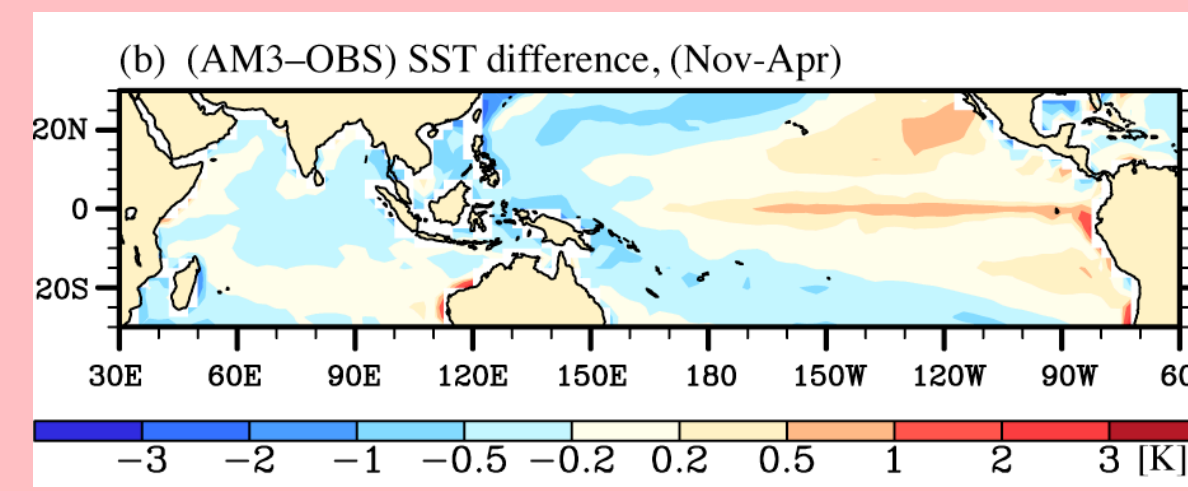 (b) (AM3–OBS) SST difference, (Nov-Apr)
20N
0
20S
30E 60E 90E 120E 150E 180 150W 120W 90W 60
−3 −2 −1 −0.5 −0.2 0.2 0.5 1 2 3 [K]